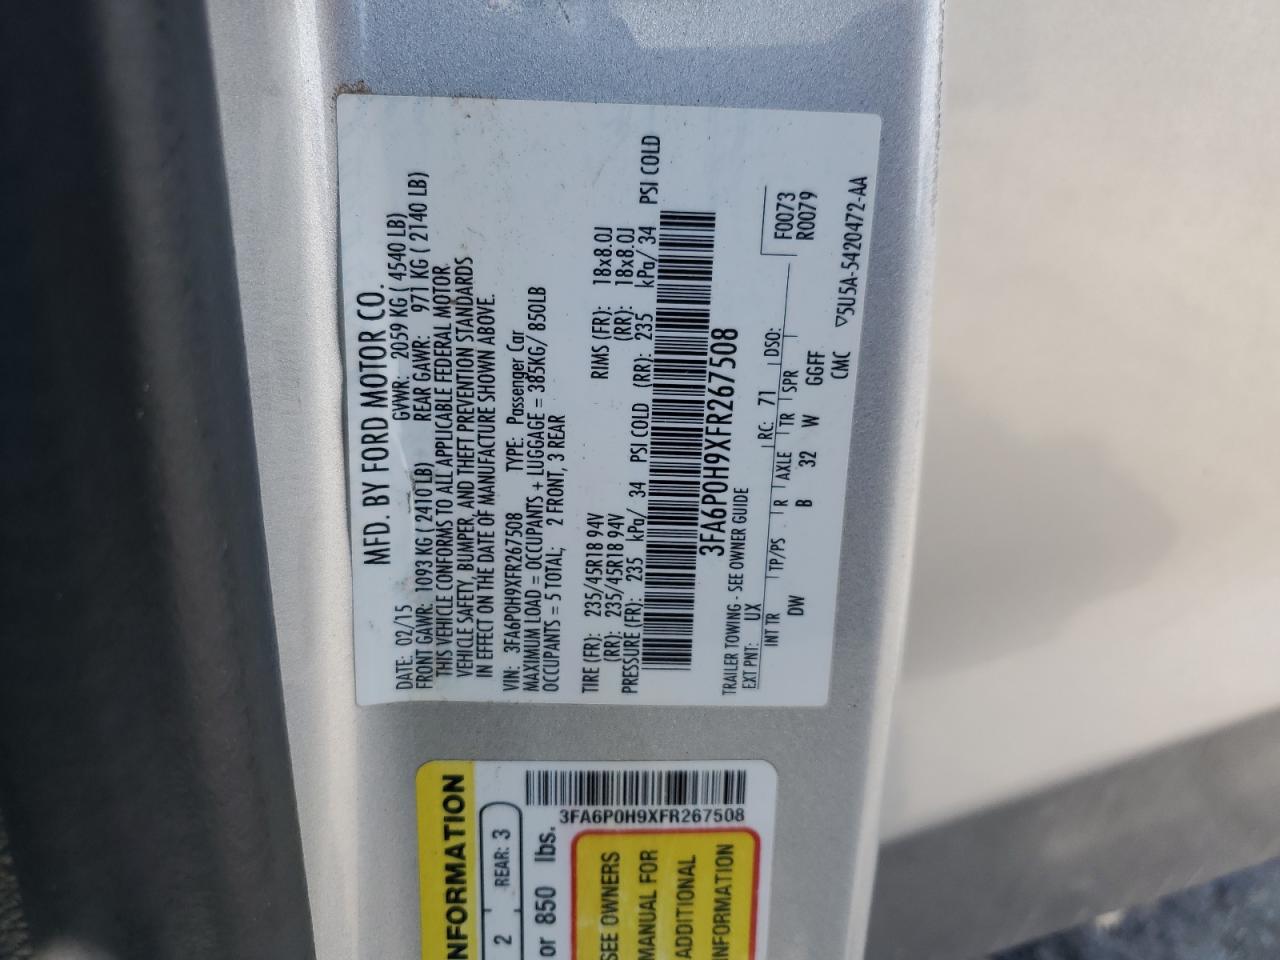 MFD. BY FORD MOTOR CO.
DATE: 02/15 GVWR: 2059 KG ( 4540 LB)
FRONT GAWR: 1093 KG ( 2410 LB) REAR GAWR: 971 KG ( 2140 LB)
THIS VEHICLE CONFORMS TO ALL APPLICABLE FEDERAL MOTOR
VEHICLE SAFETY, BUMPER, AND THEFT PREVENTION STANDARDS
IN EFFECT ON THE DATE OF MANUFACTURE SHOWN ABOVE.
VIN: 3FA6P0H9XFR267508 TYPE: Passenger Car
MAXIMUM LOAD = OCCUPANTS + LUGGAGE = 385KG/ 850LB
OCCUPANTS = 5 TOTAL; 2 FRONT, 3 REAR
TIRE (FR): 235/45R18 94V RIMS (FR): 18x8.0J
(RR): 235/45R18 94V (RR): 18x8.0J
PRESSURE (FR): 235 kPa/ 34 PSI COLD (RR): 235 kPa/ 34 PSI COLD
3FA6P0H9XFR267508
TRAILER TOWING - SEE OWNER GUIDE
EXT PNT: UX RC: 71 DSO: F0073
R0079
INT TR TP/PS R AXLE TR SPR
DW B 32 W GGFF
CMC ▽5U5A-5420472-AA
NFORMATION
2 REAR: 3
or 850 lbs.
3FA6P0H9XFR267508
SEE OWNERS
MANUAL FOR
ADDITIONAL
INFORMATION